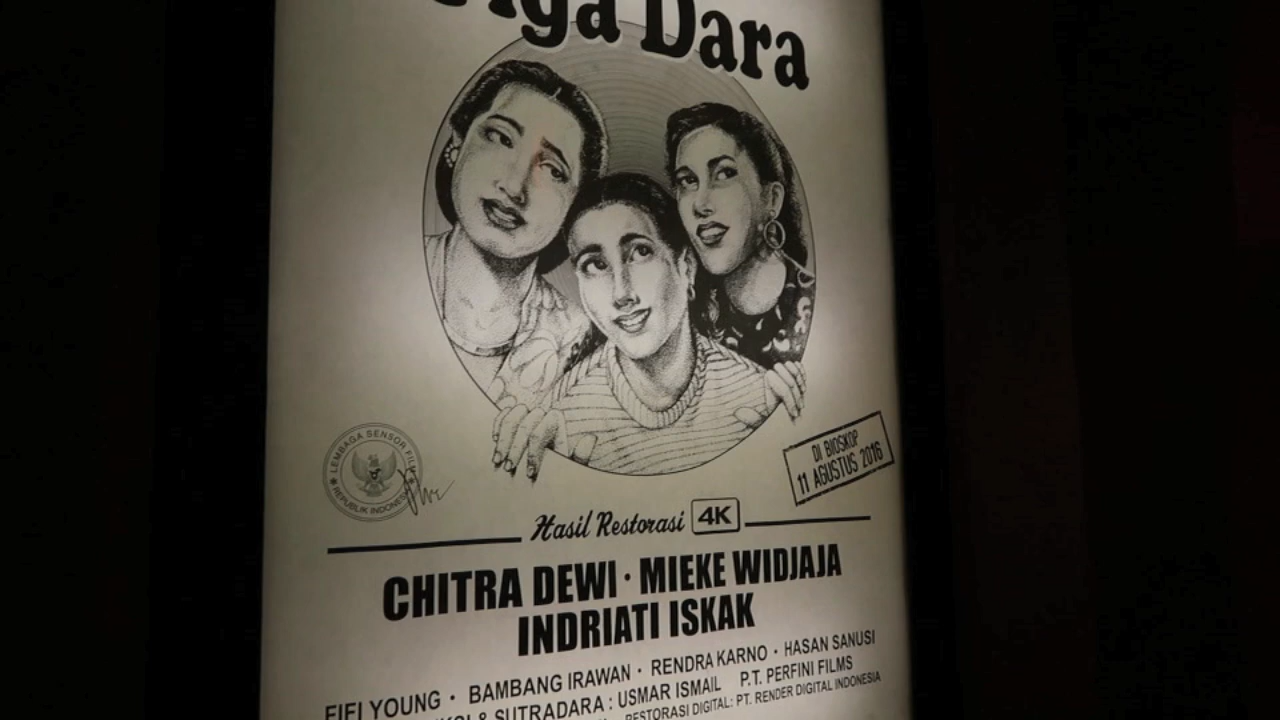 Tiga Dara
LEMBAGA SENSOR FILM
REPUBLIK INDONESIA
DI BIOSKOP
11 AGUSTUS 2016
Hasil Restorasi 4K
CHITRA DEWI · MIEKE WIDJAJA
INDRIATI ISKAK
FIFI YOUNG · BAMBANG IRAWAN · RENDRA KARNO · HASAN SANUSI
& SUTRADARA : USMAR ISMAIL P.T. PERFINI FILMS
RESTORASI DIGITAL: PT. RENDER DIGITAL INDONESIA